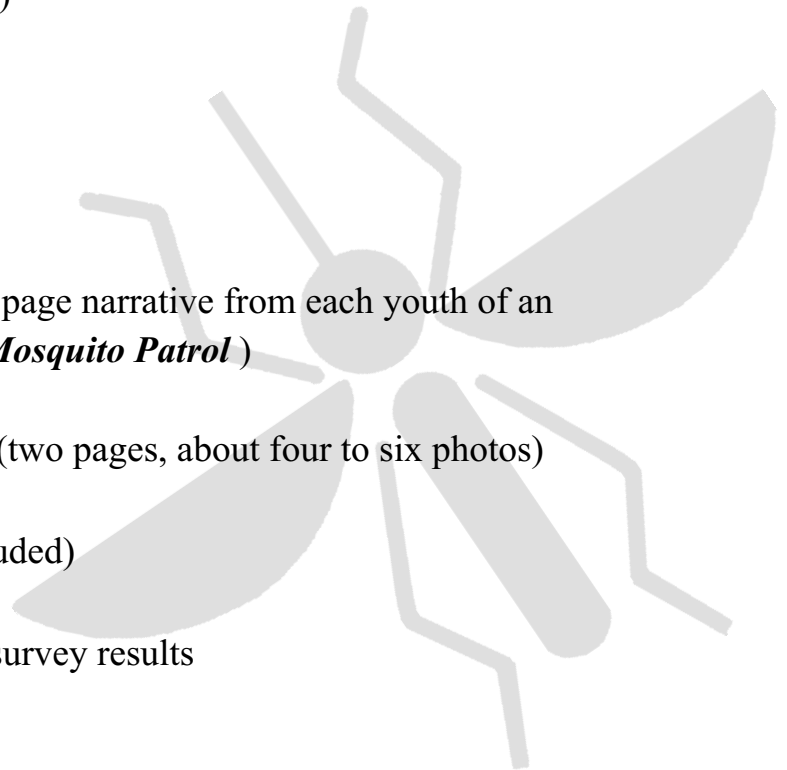 )
page narrative from each youth of an
Mosquito Patrol )
(two pages, about four to six photos)
uded)
survey results